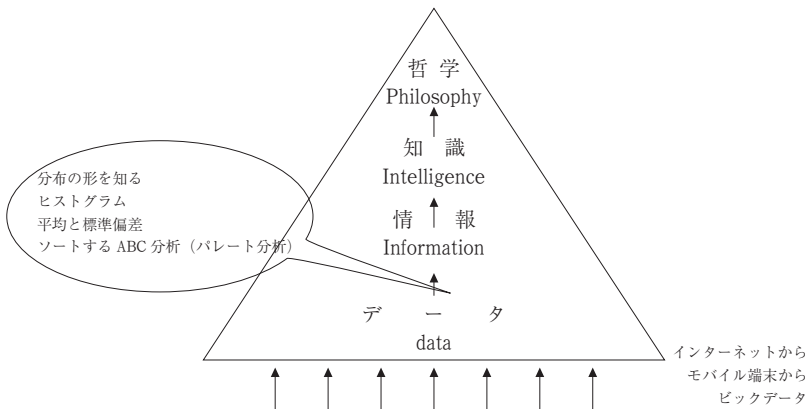 哲学
Philosophy
知識
Intelligence
情報
Information
分布の形を知る
ヒストグラム
平均と標準偏差
ソートする ABC 分析（パレート分析）
データ
data
インターネットから
モバイル端末から
ビックデータ